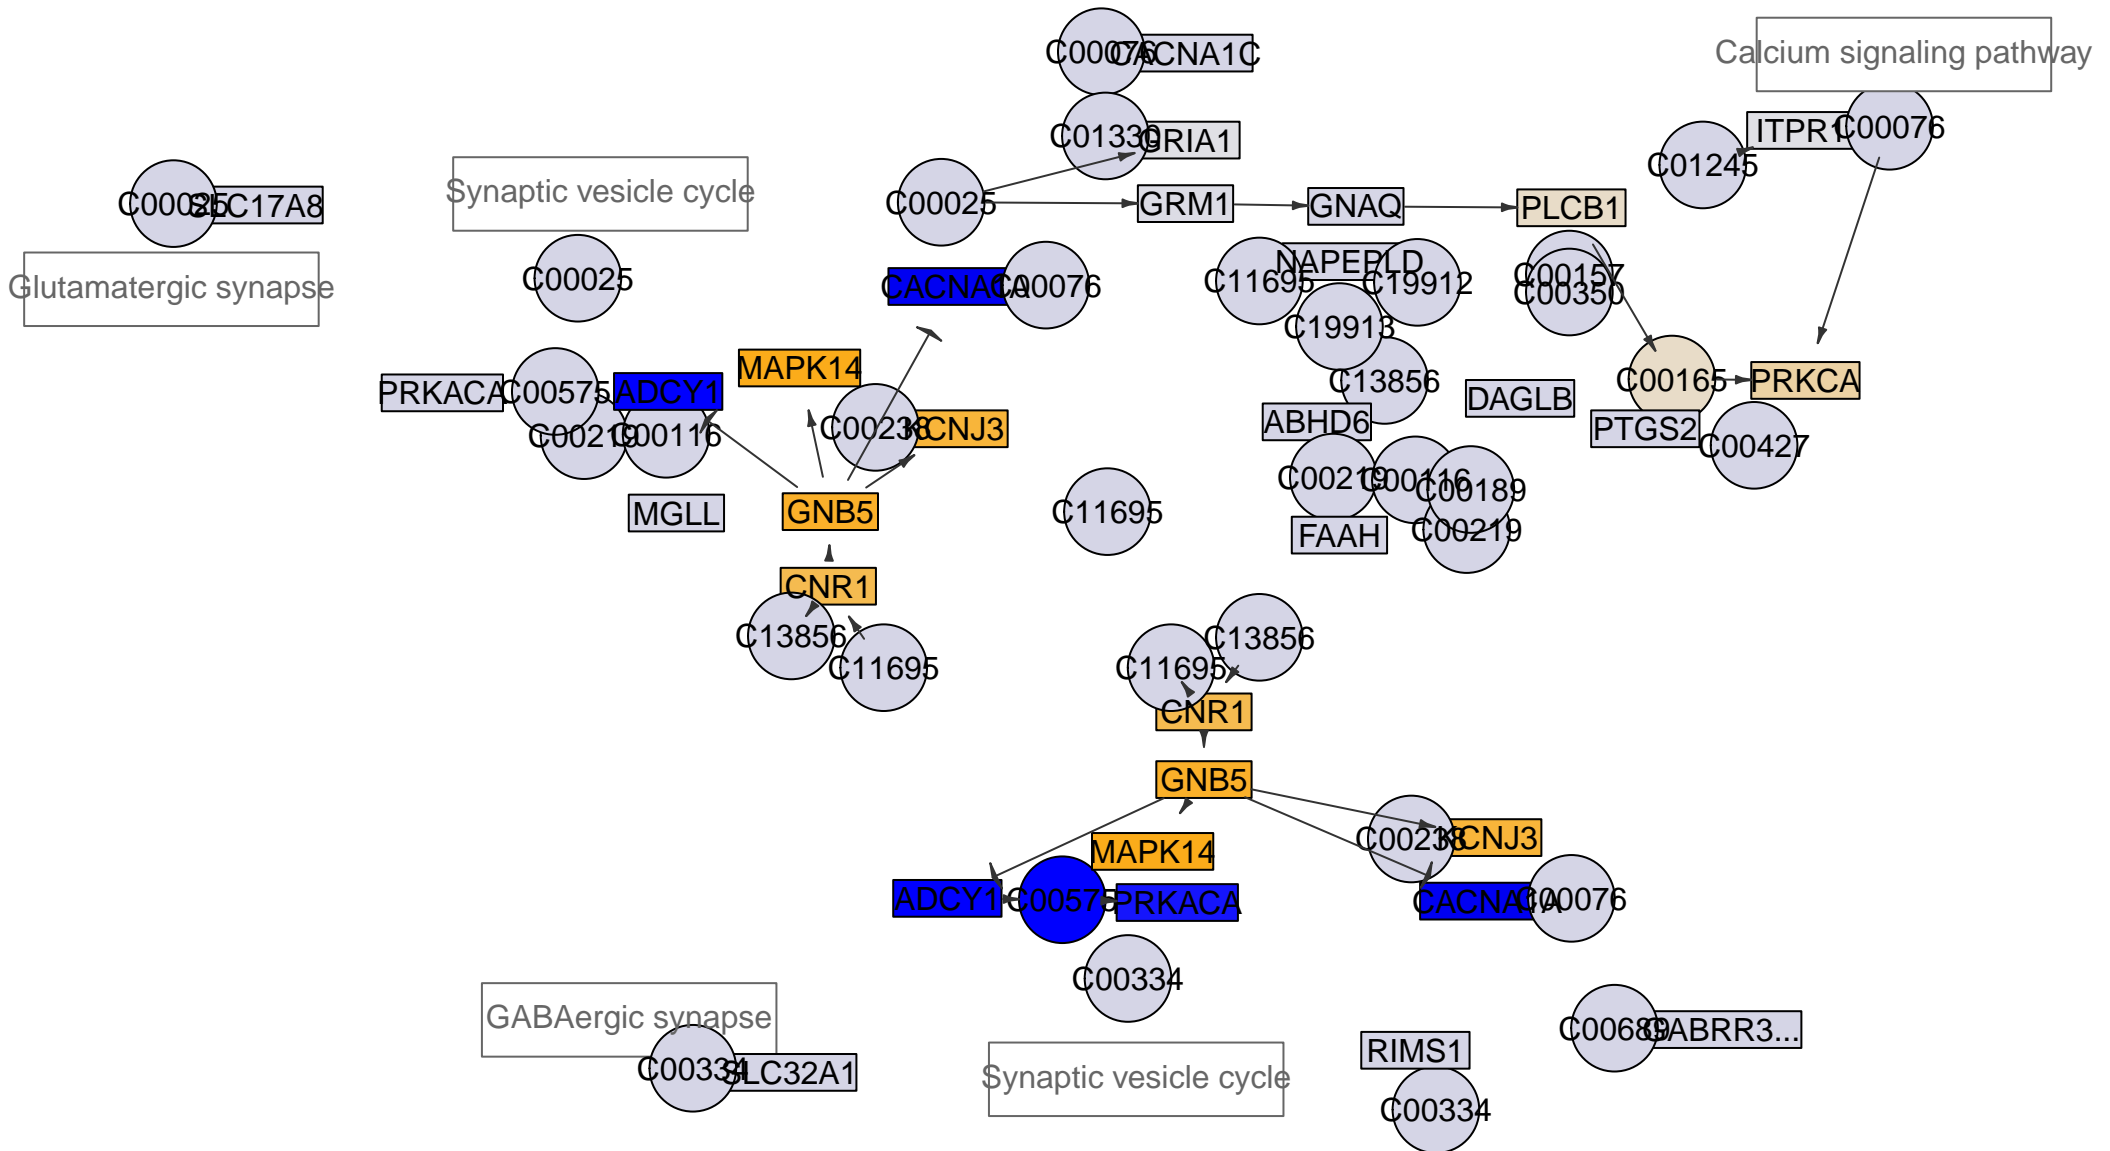 C00076
CACNA1C
Calcium signaling pathway
C01330
GRIA1
ITPR1
C00076
C01245
C00025
SLC17A8
Synaptic vesicle cycle
C00025
GRM1
GNAQ
PLCB1
Glutamatergic synapse
C00025
CACNA1A
C00076
C11695
NAPEPLD
C19912
C00157
C00350
C19913
MAPK14
C13856
C00165
PRKCA
PRKACA
C00575
ADCY1
DAGLB
C00219
C00116
C00238
KCNJ3
ABHD6
PTGS2
C00427
C00219
C00116
C00189
MGLL
GNB5
C11695
FAAH
C00219
CNR1
C13856
C11695
C11695
C13856
CNR1
GNB5
MAPK14
C00238
KCNJ3
ADCY1
C00575
PRKACA
CACNA1A
C00076
C00334
GABAergic synapse
C00334
SLC32A1
Synaptic vesicle cycle
RIMS1
C00334
C00689
GABRR3...